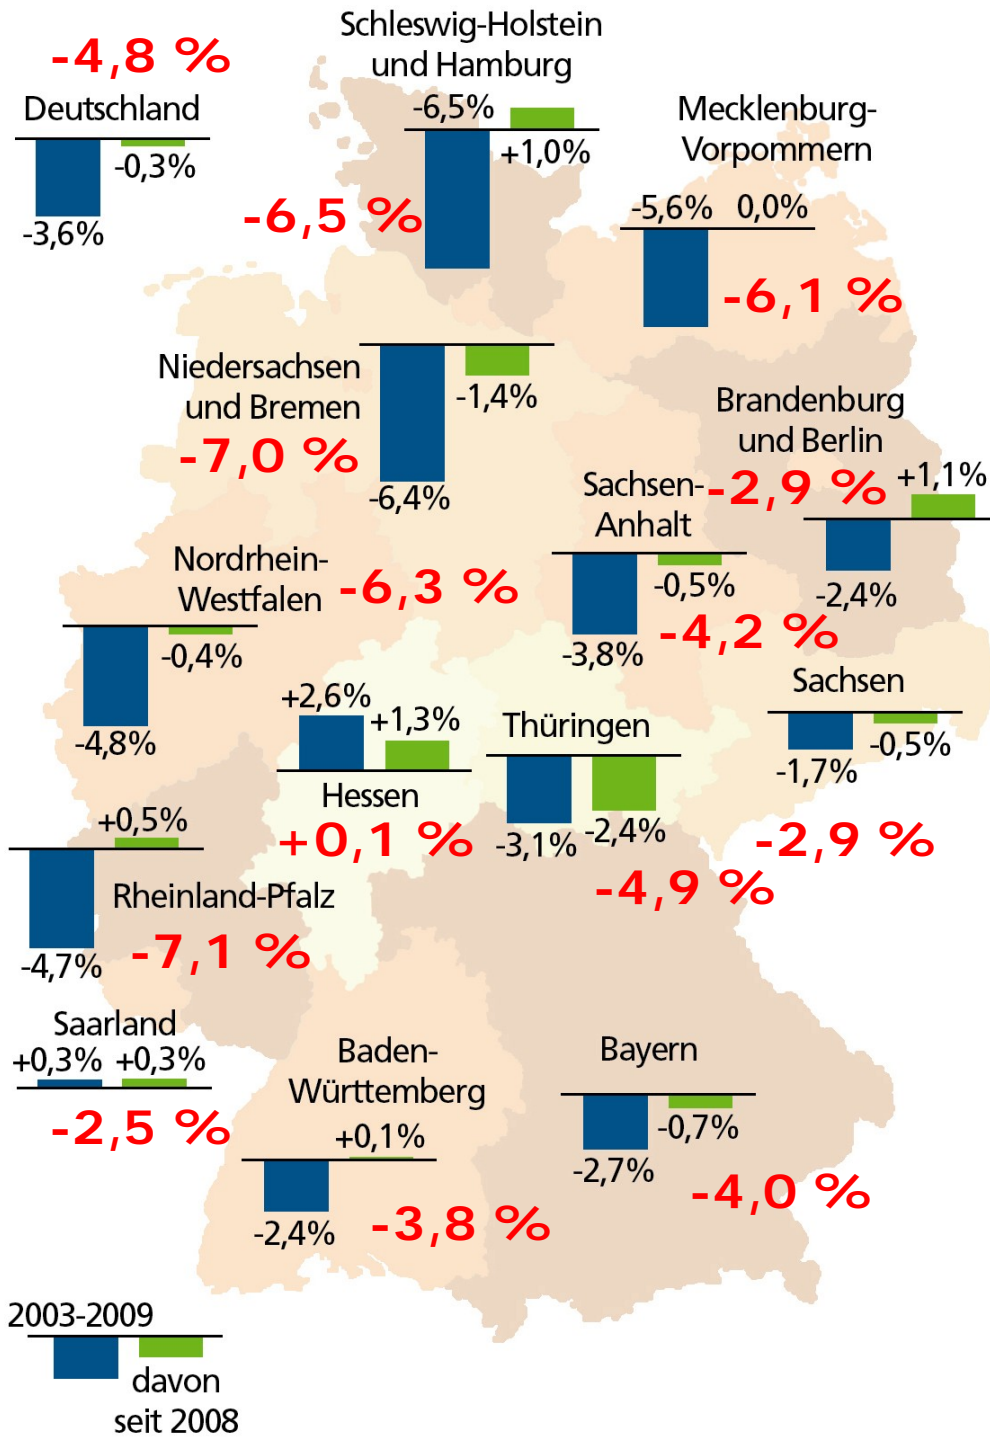 -4,8 %
Deutschland
-0,3%
-3,6%
Schleswig-Holstein
und Hamburg
-6,5%
+1,0%
-6,5 %
Mecklenburg-
Vorpommern
-5,6% 0,0%
-6,1 %
Niedersachsen
und Bremen
-1,4%
-7,0 %
-6,4%
Brandenburg
und Berlin
-2,9 %
+1,1%
-2,4%
Sachsen-
Anhalt
-0,5%
-3,8%
-4,2 %
Nordrhein-
Westfalen
-6,3 %
-0,4%
-4,8%
Sachsen
-0,5%
-1,7%
-2,9 %
+2,6%
+1,3%
Hessen
+0,1 %
Thüringen
-3,1%
-2,4%
-4,9 %
+0,5%
Rheinland-Pfalz
-4,7%
-7,1 %
Saarland
+0,3% +0,3%
-2,5 %
Baden-
Württemberg
+0,1%
-2,4%
-3,8 %
Bayern
-0,7%
-2,7%
-4,0 %
2003-2009
davon
seit 2008